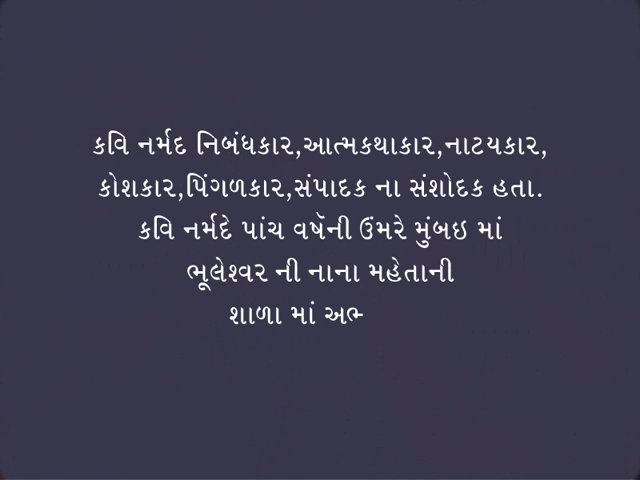 કવિ નર્મદ નિબંધકાર,આત્મકથાકાર,નાટયકાર,
કોશકાર,પિંગળકાર,સંપાદક ના સંશોદક હતા.
કવિ નર્મદે પાંચ વર્ષૅની ઉંમરે મુંબઇ માં
ભૂલેશ્વર ની નાના મહેતાની
શાળા માં અભ્